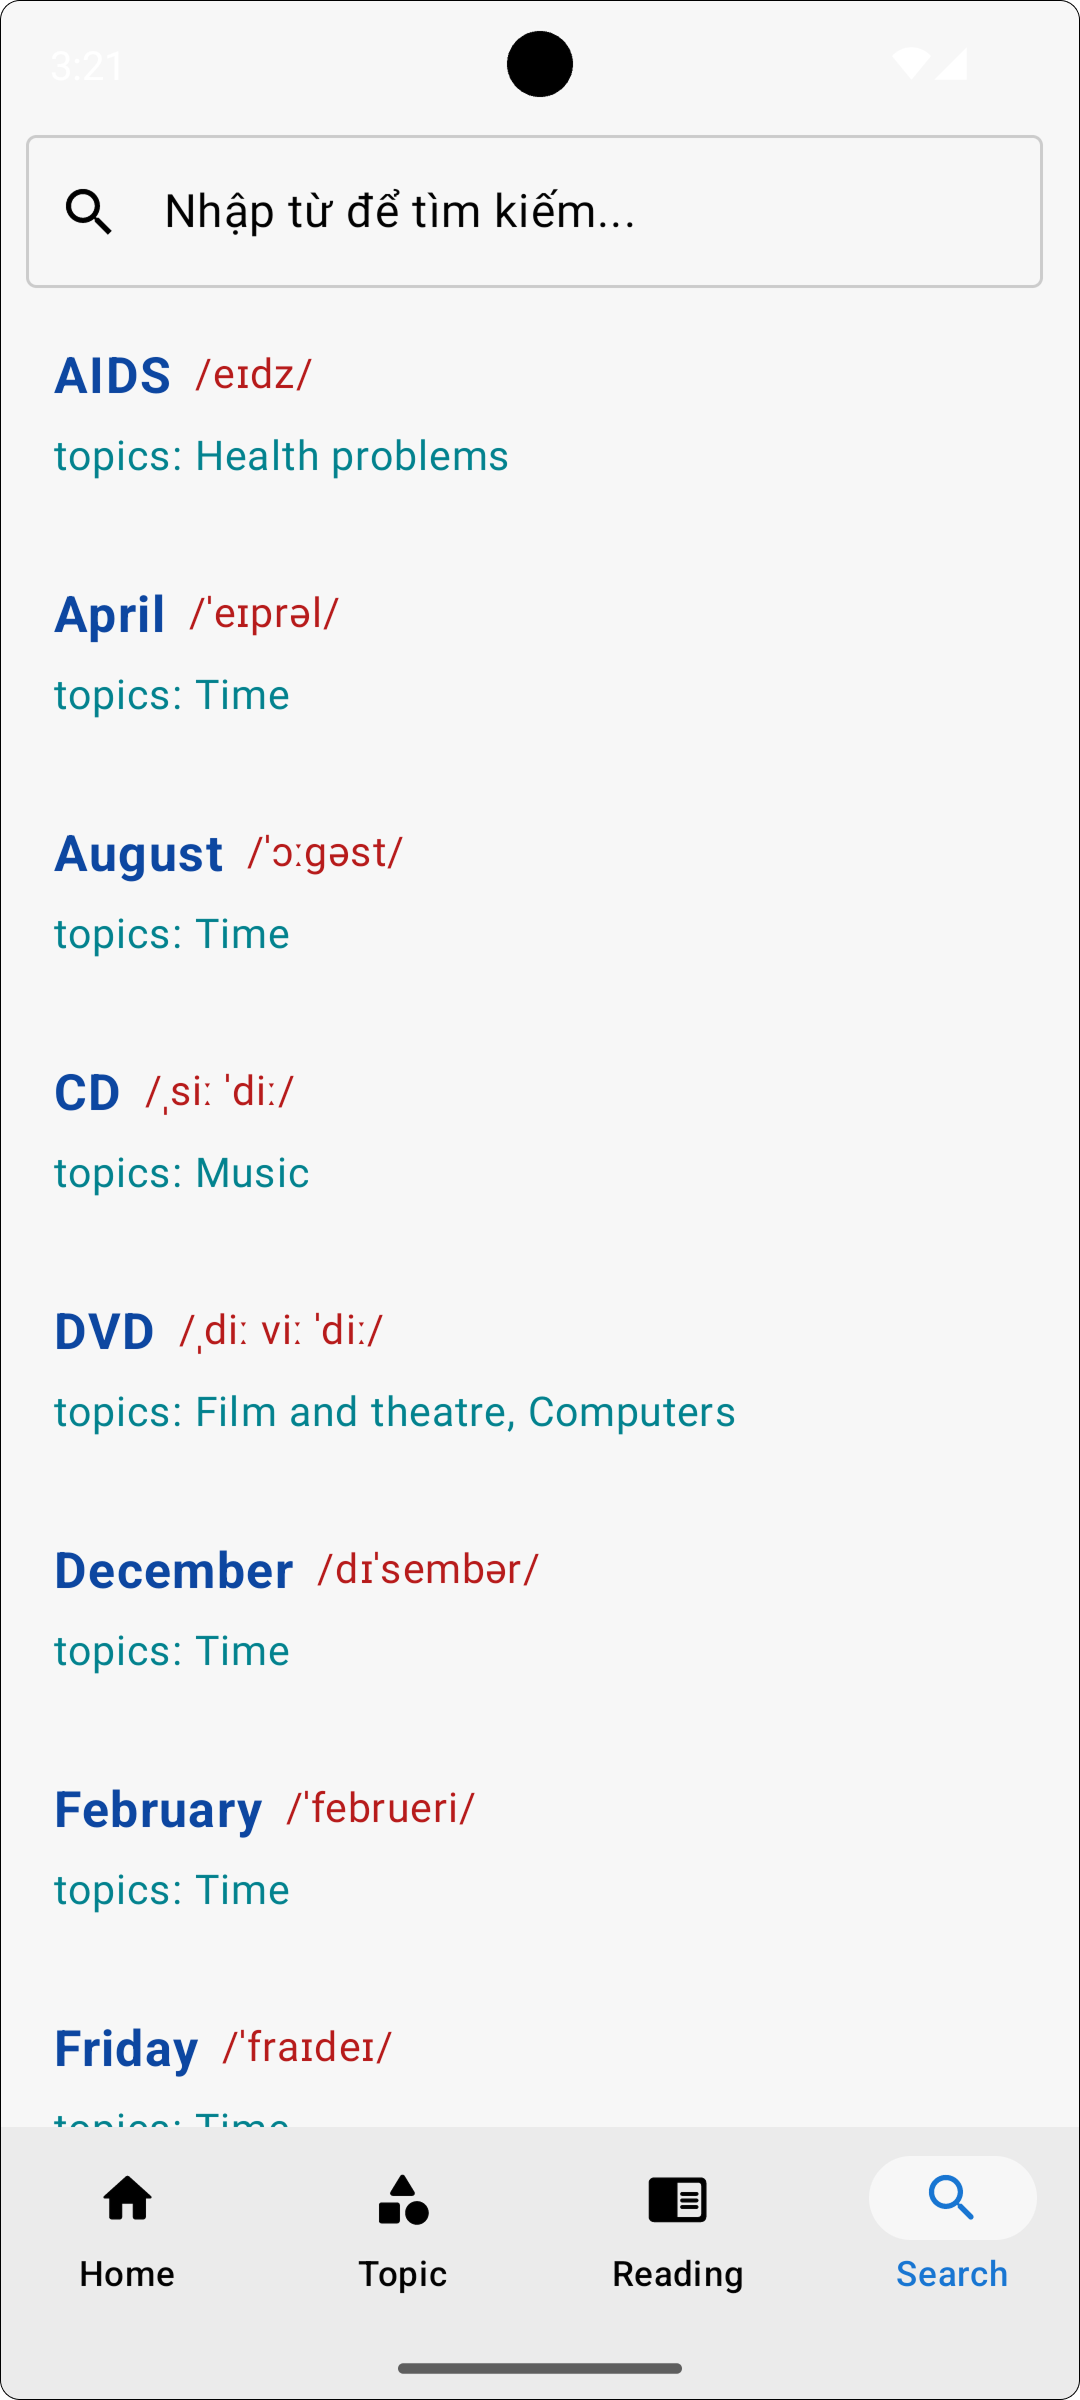 3:21
Nhập từ để tìm kiếm...
AIDS /eɪdz/
topics: Health problems
April /ˈeɪprəl/
topics: Time
August /ˈɔːɡəst/
topics: Time
CD /ˌsiː ˈdiː/
topics: Music
DVD /ˌdiː viː ˈdiː/
topics: Film and theatre, Computers
December /dɪˈsembər/
topics: Time
February /ˈfebrueri/
topics: Time
Friday /ˈfraɪdeɪ/
topics: Time
Home Topic Reading Search